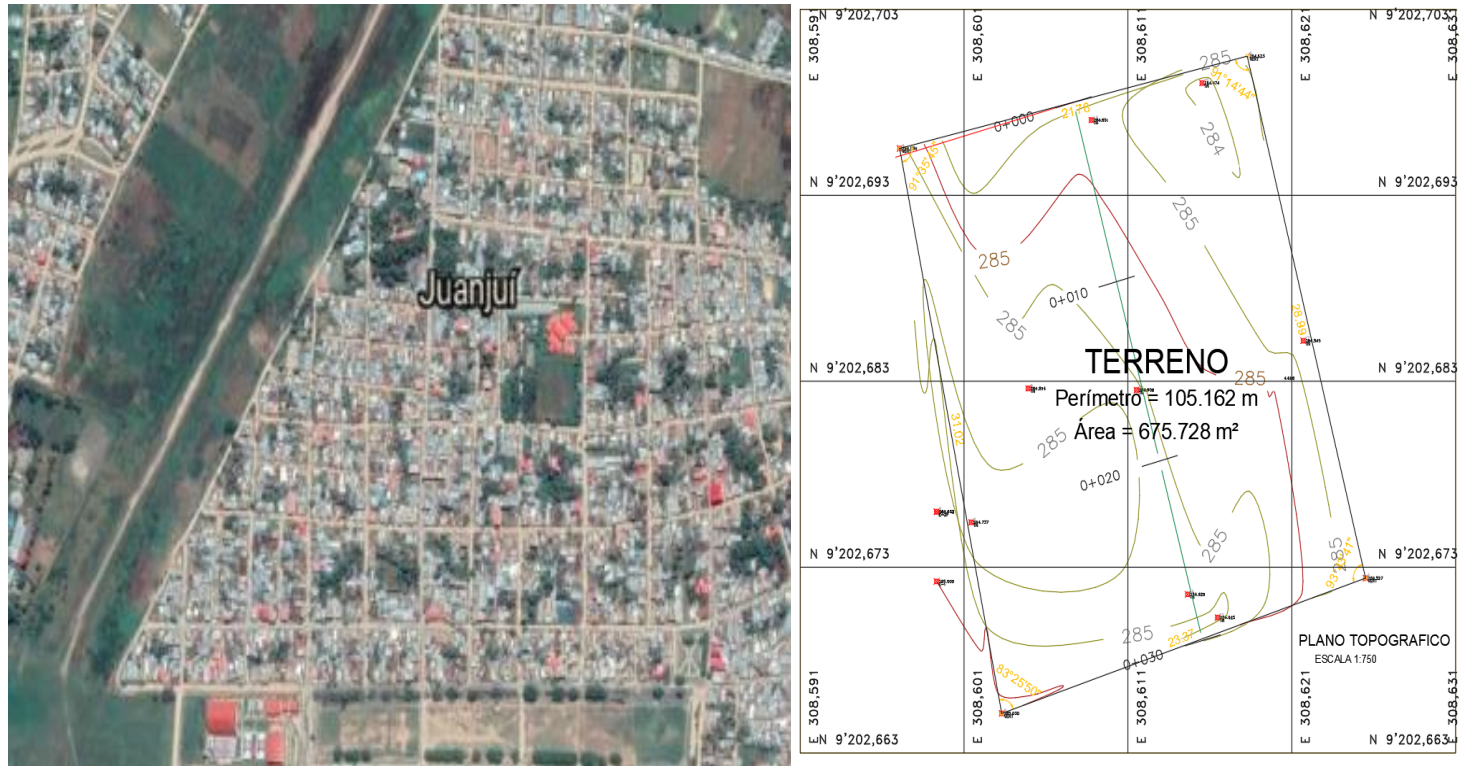 Juanjuí
N 9'202,703
N 9'202,703
E 308,591
E 308,601
E 308,611
E 308,621
E 308,631
285
91°14'44"
21.78
0+000
91°35'45"
284
N 9'202,693
N 9'202,693
285
285
0+010
285
28.99
TERRENO
N 9'202,683
285
N 9'202,683
Perímetro = 105.162 m
Área = 675.728 m²
31.02
285
0+020
285
285
N 9'202,673
N 9'202,673
285
23.37
0+030
PLANO TOPOGRAFICO
ESCALA 1:750
83°25'50"
E 308,591
E 308,601
E 308,611
E 308,621
E 308,631
N 9'202,663
N 9'202,663